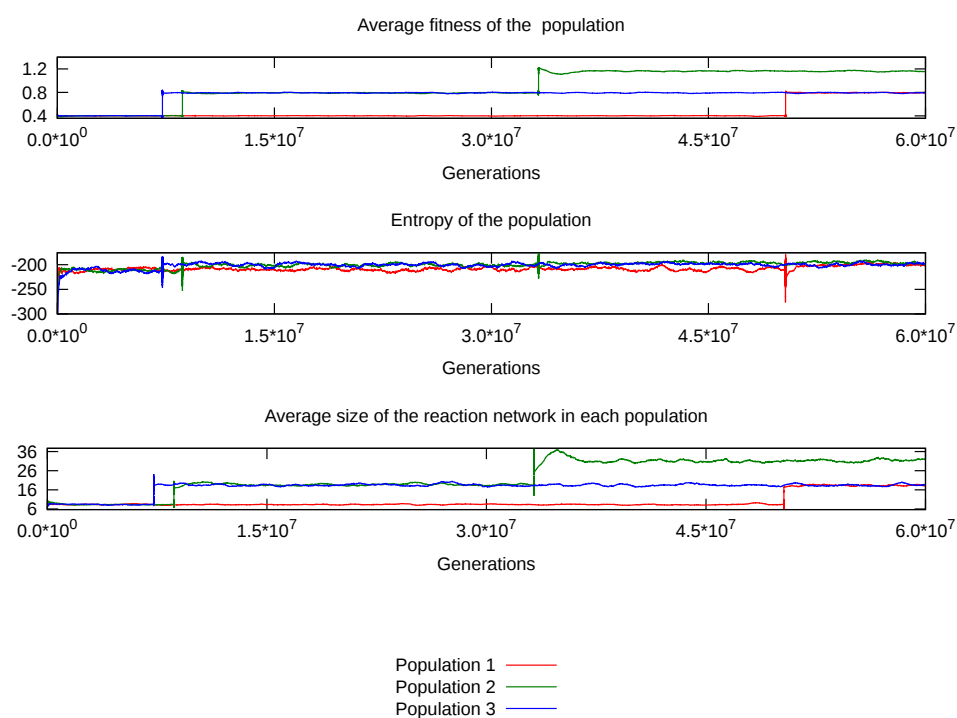 Average fitness of the  population
1.2
0.8
0.4
0.0*10^0 1.5*10^7 3.0*10^7 4.5*10^7 6.0*10^7
Generations
Entropy of the population
-200
-250
-300
0.0*10^0 1.5*10^7 3.0*10^7 4.5*10^7 6.0*10^7
Generations
Average size of the reaction network in each population
36
26
16
6
0.0*10^0 1.5*10^7 3.0*10^7 4.5*10^7 6.0*10^7
Generations
Population 1
Population 2
Population 3